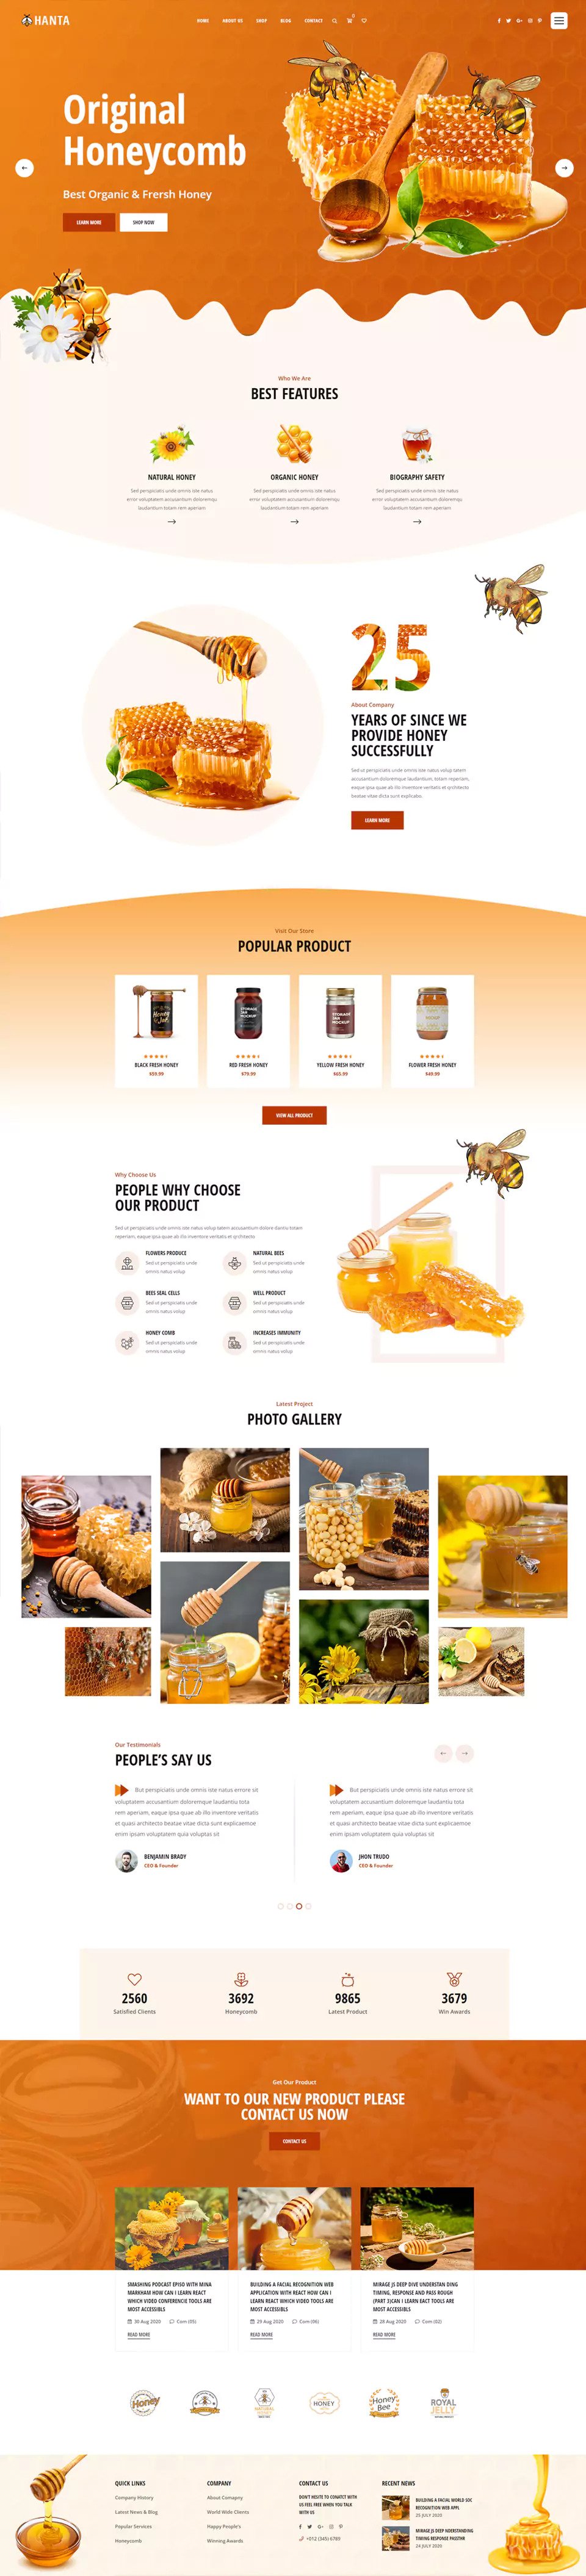 HANTA
HOME ABOUT US SHOP BLOG CONTACT
Original
Honeycomb
Best Organic & Frersh Honey
LEARN MORE SHOP NOW
Who We Are
BEST FEATURES
NATURAL HONEY ORGANIC HONEY BIOGRAPHY SAFETY
Sed perspiciatis unde omnis iste natus Sed perspiciatis unde omnis iste natus Sed perspiciatis unde omnis iste natus
error voluptatem accusantium doloremqu error voluptatem accusantium doloremqu error voluptatem accusantium doloremqu
laudantium totam rem aperiam laudantium totam rem aperiam laudantium totam rem aperiam
25
About Company
YEARS OF SINCE WE
PROVIDE HONEY
SUCCESSFULLY
Sed ut perspiciatis unde omnis iste natus volup tatem
accusantium doloremque laudantium, totam reperiam,
eaque ipsa quae ab illo inventore veritatis et qrchitecto
beatae vitae dicta sunt explicabo.
LEARN MORE
Visit Our Store
POPULAR PRODUCT
BLACK FRESH HONEY RED FRESH HONEY YELLOW FRESH HONEY FLOWER FRESH HONEY
$59.99 $79.99 $65.99 $49.99
VIEW ALL PRODUCT
Why Choose Us
PEOPLE WHY CHOOSE
OUR PRODUCT
Sed ut perspiciatis unde omnis iste natus volup tatem accusantium dolore dantiu totam
reperiam, eaque ipsa quae ab illo inventore veritatis et qrchitecto
FLOWERS PRODUCE NATURAL BEES
Sed ut perspiciatis unde Sed ut perspiciatis unde
omnis natus volup omnis natus volup
BEES SEAL CELLS WELL PRODUCT
Sed ut perspiciatis unde Sed ut perspiciatis unde
omnis natus volup omnis natus volup
HONEY COMB INCREASES IMMUNITY
Sed ut perspiciatis unde Sed ut perspiciatis unde
omnis natus volup omnis natus volup
Latest Project
PHOTO GALLERY
Our Testimonials
PEOPLE'S SAY US
But perspiciatis unde omnis iste natus errore sit But perspiciatis unde omnis iste natus errore sit
voluptatem accusantium doloremque laudantiu tota voluptatem accusantium doloremque laudantiu tota
rem aperiam, eaque ipsa quae ab illo inventore veritatis rem aperiam, eaque ipsa quae ab illo inventore veritatis
et quasi architecto beatae vitae dicta sunt explicaemoe et quasi architecto beatae vitae dicta sunt explicaemoe
enim ipsam voluptatem quia voluptas sit enim ipsam voluptatem quia voluptas sit
BENJAMIN BRADY JHON TRUDO
CEO & Founder CEO & Founder
2560 3692 9865 3679
Satisfied Clients Honeycomb Latest Product Win Awards
Get Our Product
WANT TO OUR NEW PRODUCT PLEASE
CONTACT US NOW
CONTACT US
SMASHING PODCAST EPISO WITH MINA BUILDING A FACIAL RECOGNITION WEB MIRAGE JS DEEP DIVE UNDERSTAN DING
MARKHAM HOW CAN I LEARN REACT APPLICATION WITH REACT HOW CAN I TIMING, RESPONSE AND PASS ROUGH
WHICH VIDEO CONFERENCIE TOOLS ARE LEARN REACT WHICH VIDEO TOOLS ARE (PART 3)CAN I LEARN EACT TOOLS ARE
MOST ACCESSIBLS MOST ACCESSIBLS MOST ACCESSIBLS
30 Aug 2020 Com (05) 29 Aug 2020 Com (06) 28 Aug 2020 Com (02)
READ MORE READ MORE READ MORE
Honey HONEY Honey Bee ROYAL JELLY
QUICK LINKS COMPANY CONTACT US RECENT NEWS
Company History About Comapny DON'T HESITE TO CONATCT WITH BUILDING A FACIAL WORLD SOC
Latest News & Blog World Wide Clients US FEEL FREE WHEN YOU TALK RECOGNITION WEB APPL
WITH US 25 JULY 2020
Popular Services Happy People's MIRAGE JS DEEP NDERSTANDING
Honeycomb Winning Awards +012 (345) 6789 TIMING RESPONSE PASSTHR
24 JULY 2020